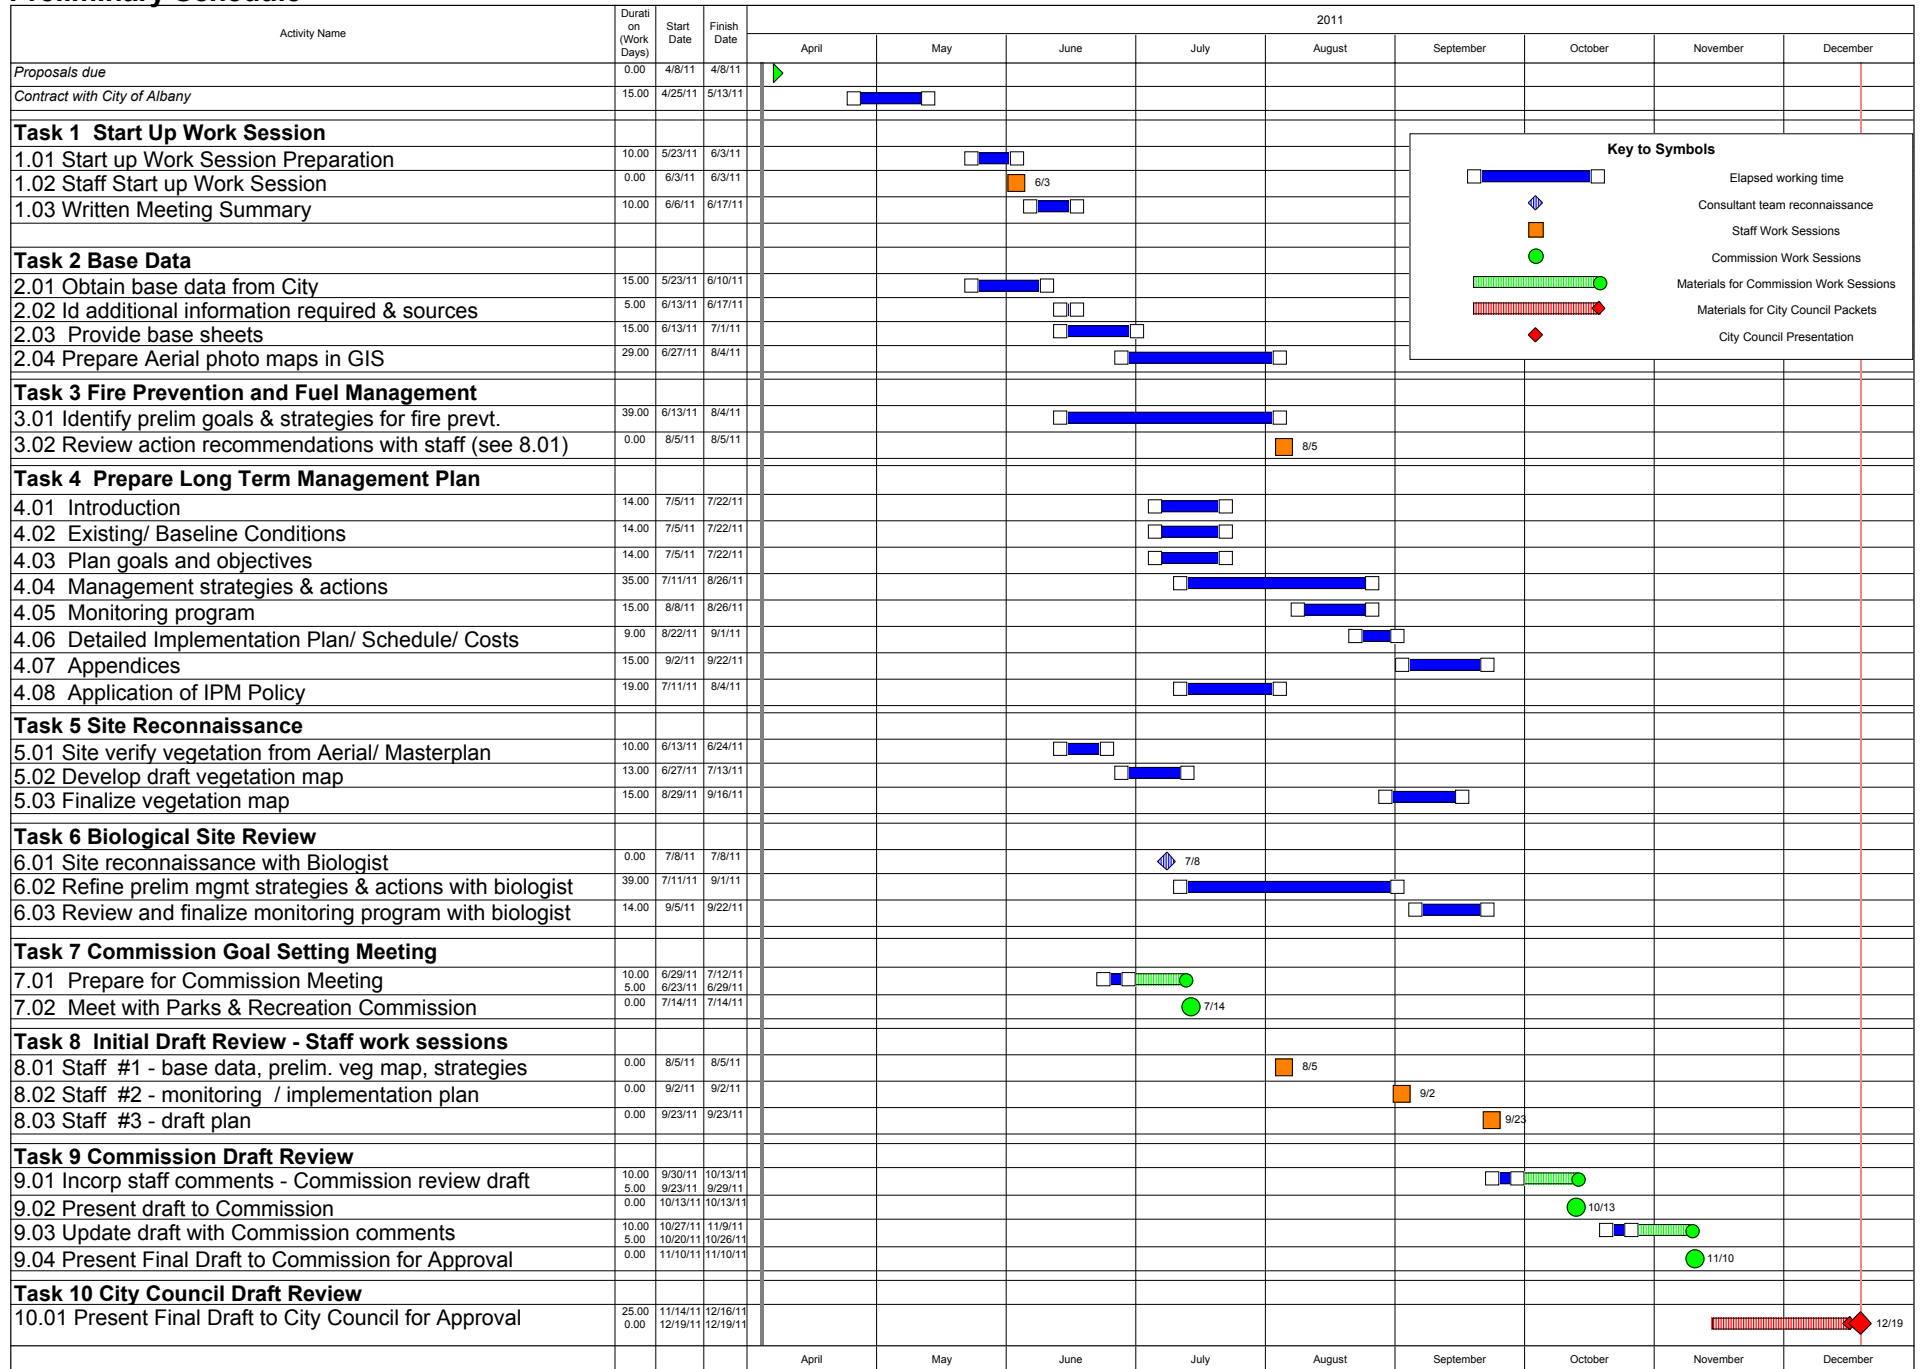 Preliminary Schedule
Activity Name
Durati
on
(Work
Days)
Start
Date
Finish
Date
2011
April May June July August September October November December
Proposals due 0.00 4/8/11 4/8/11
Contract with City of Albany 15.00 4/25/11 5/13/11
Task 1 Start Up Work Session
1.01 Start up Work Session Preparation 10.00 5/23/11 6/3/11
1.02 Staff Start up Work Session 0.00 6/3/11 6/3/11 6/3
1.03 Written Meeting Summary 10.00 6/6/11 6/17/11
Key to Symbols
Elapsed working time
Consultant team reconnaissance
Staff Work Sessions
Commission Work Sessions
Materials for Commission Work Sessions
Materials for City Council Packets
City Council Presentation
Task 2 Base Data
2.01 Obtain base data from City 15.00 5/23/11 6/10/11
2.02 Id additional information required & sources 5.00 6/13/11 6/17/11
2.03 Provide base sheets 15.00 6/13/11 7/1/11
2.04 Prepare Aerial photo maps in GIS 29.00 6/27/11 8/4/11
Task 3 Fire Prevention and Fuel Management
3.01 Identify prelim goals & strategies for fire prevt. 39.00 6/13/11 8/4/11
3.02 Review action recommendations with staff (see 8.01) 0.00 8/5/11 8/5/11 8/5
Task 4 Prepare Long Term Management Plan
4.01 Introduction 14.00 7/5/11 7/22/11
4.02 Existing/ Baseline Conditions 14.00 7/5/11 7/22/11
4.03 Plan goals and objectives 14.00 7/5/11 7/22/11
4.04 Management strategies & actions 35.00 7/11/11 8/26/11
4.05 Monitoring program 15.00 8/8/11 8/26/11
4.06 Detailed Implementation Plan/ Schedule/ Costs 9.00 8/22/11 9/1/11
4.07 Appendices 15.00 9/2/11 9/22/11
4.08 Application of IPM Policy 19.00 7/11/11 8/4/11
Task 5 Site Reconnaissance
5.01 Site verify vegetation from Aerial/ Masterplan 10.00 6/13/11 6/24/11
5.02 Develop draft vegetation map 13.00 6/27/11 7/13/11
5.03 Finalize vegetation map 15.00 8/29/11 9/16/11
Task 6 Biological Site Review
6.01 Site reconnaissance with Biologist 0.00 7/8/11 7/8/11 7/8
6.02 Refine prelim mgmt strategies & actions with biologist 39.00 7/11/11 9/1/11
6.03 Review and finalize monitoring program with biologist 14.00 9/5/11 9/22/11
Task 7 Commission Goal Setting Meeting
7.01 Prepare for Commission Meeting 10.00 6/29/11 7/12/11
5.00 6/23/11 6/29/11
7.02 Meet with Parks & Recreation Commission 0.00 7/14/11 7/14/11 7/14
Task 8 Initial Draft Review - Staff work sessions
8.01 Staff #1 - base data, prelim. veg map, strategies 0.00 8/5/11 8/5/11 8/5
8.02 Staff #2 - monitoring / implementation plan 0.00 9/2/11 9/2/11 9/2
8.03 Staff #3 - draft plan 0.00 9/23/11 9/23/11 9/23
Task 9 Commission Draft Review
9.01 Incorp staff comments - Commission review draft 10.00 9/30/11 10/13/11
5.00 9/23/11 9/29/11
9.02 Present draft to Commission 0.00 10/13/11 10/13/11 10/13
9.03 Update draft with Commission comments 10.00 10/27/11 11/9/11
5.00 10/20/11 10/26/11
9.04 Present Final Draft to Commission for Approval 0.00 11/10/11 11/10/11 11/10
Task 10 City Council Draft Review
10.01 Present Final Draft to City Council for Approval 25.00 11/14/11 12/16/11
0.00 12/19/11 12/19/11 12/19
April May June July August September October November December